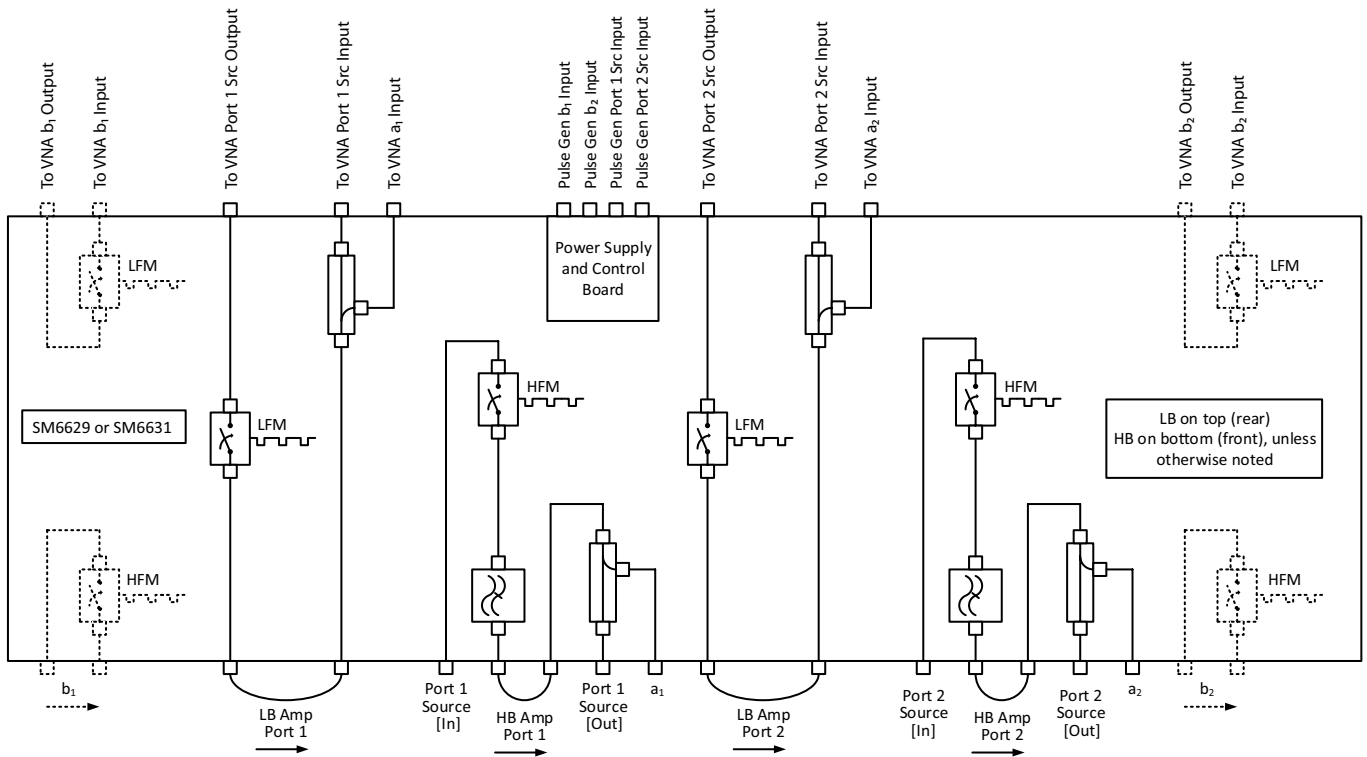 To VNA b₁ Output
To VNA b₁ Input
To VNA Port 1 Src Output
To VNA Port 1 Src Input
To VNA a₁ Input
Pulse Gen b₁ Input
Pulse Gen b₂ Input
Pulse Gen Port 1 Src Input
Pulse Gen Port 2 Src Input
To VNA Port 2 Src Output
To VNA Port 2 Src Input
To VNA a₂ Input
To VNA b₂ Output
To VNA b₂ Input
Power Supply
and Control
Board
LFM
LFM
HFM
HFM
SM6629 or SM6631
LFM
LFM
LB on top (rear)
HB on bottom (front), unless
otherwise noted
HFM
HFM
b₁
LB Amp
Port 1
Port 1
Source
[In]
HB Amp
Port 1
Port 1
Source
[Out]
a₁
LB Amp
Port 2
Port 2
Source
[In]
HB Amp
Port 2
Port 2
Source
[Out]
a₂
b₂